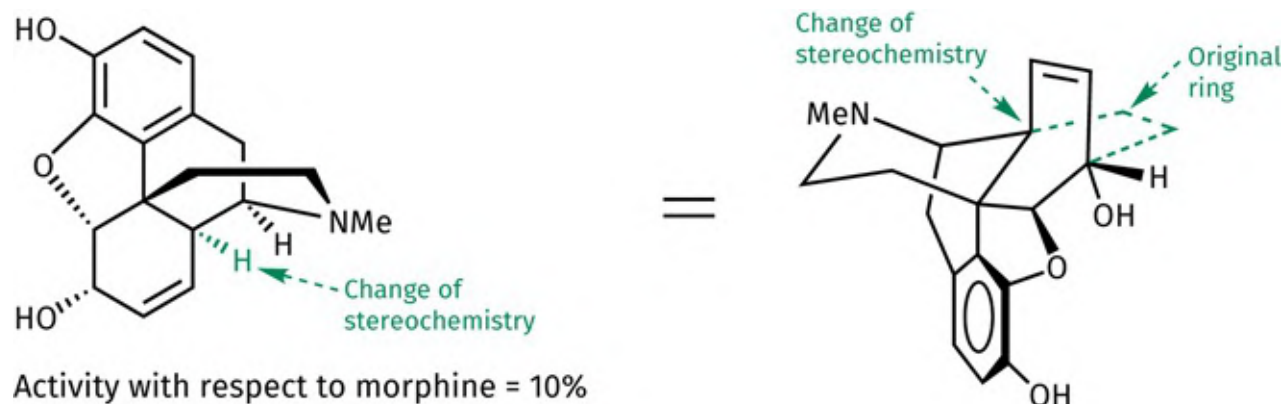 HO
O
NMe
H
H
HO
Change of
stereochemistry
Activity with respect to morphine = 10%
=
Change of
stereochemistry
Original
ring
MeN
H
OH
O
OH